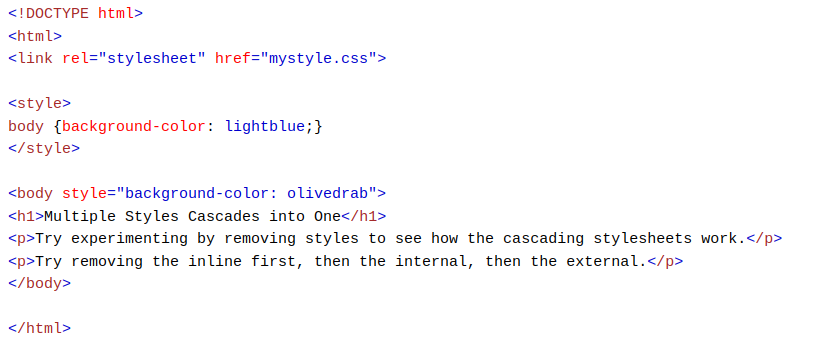 <!DOCTYPE html>
<html>
<link rel="stylesheet" href="mystyle.css">
<style>
body {background-color: lightblue;}
</style>
<body style="background-color: olivedrab">
<h1>Multiple Styles Cascades into One</h1>
<p>Try experimenting by removing styles to see how the cascading stylesheets work.</p>
<p>Try removing the inline first, then the internal, then the external.</p>
</body>
</html>